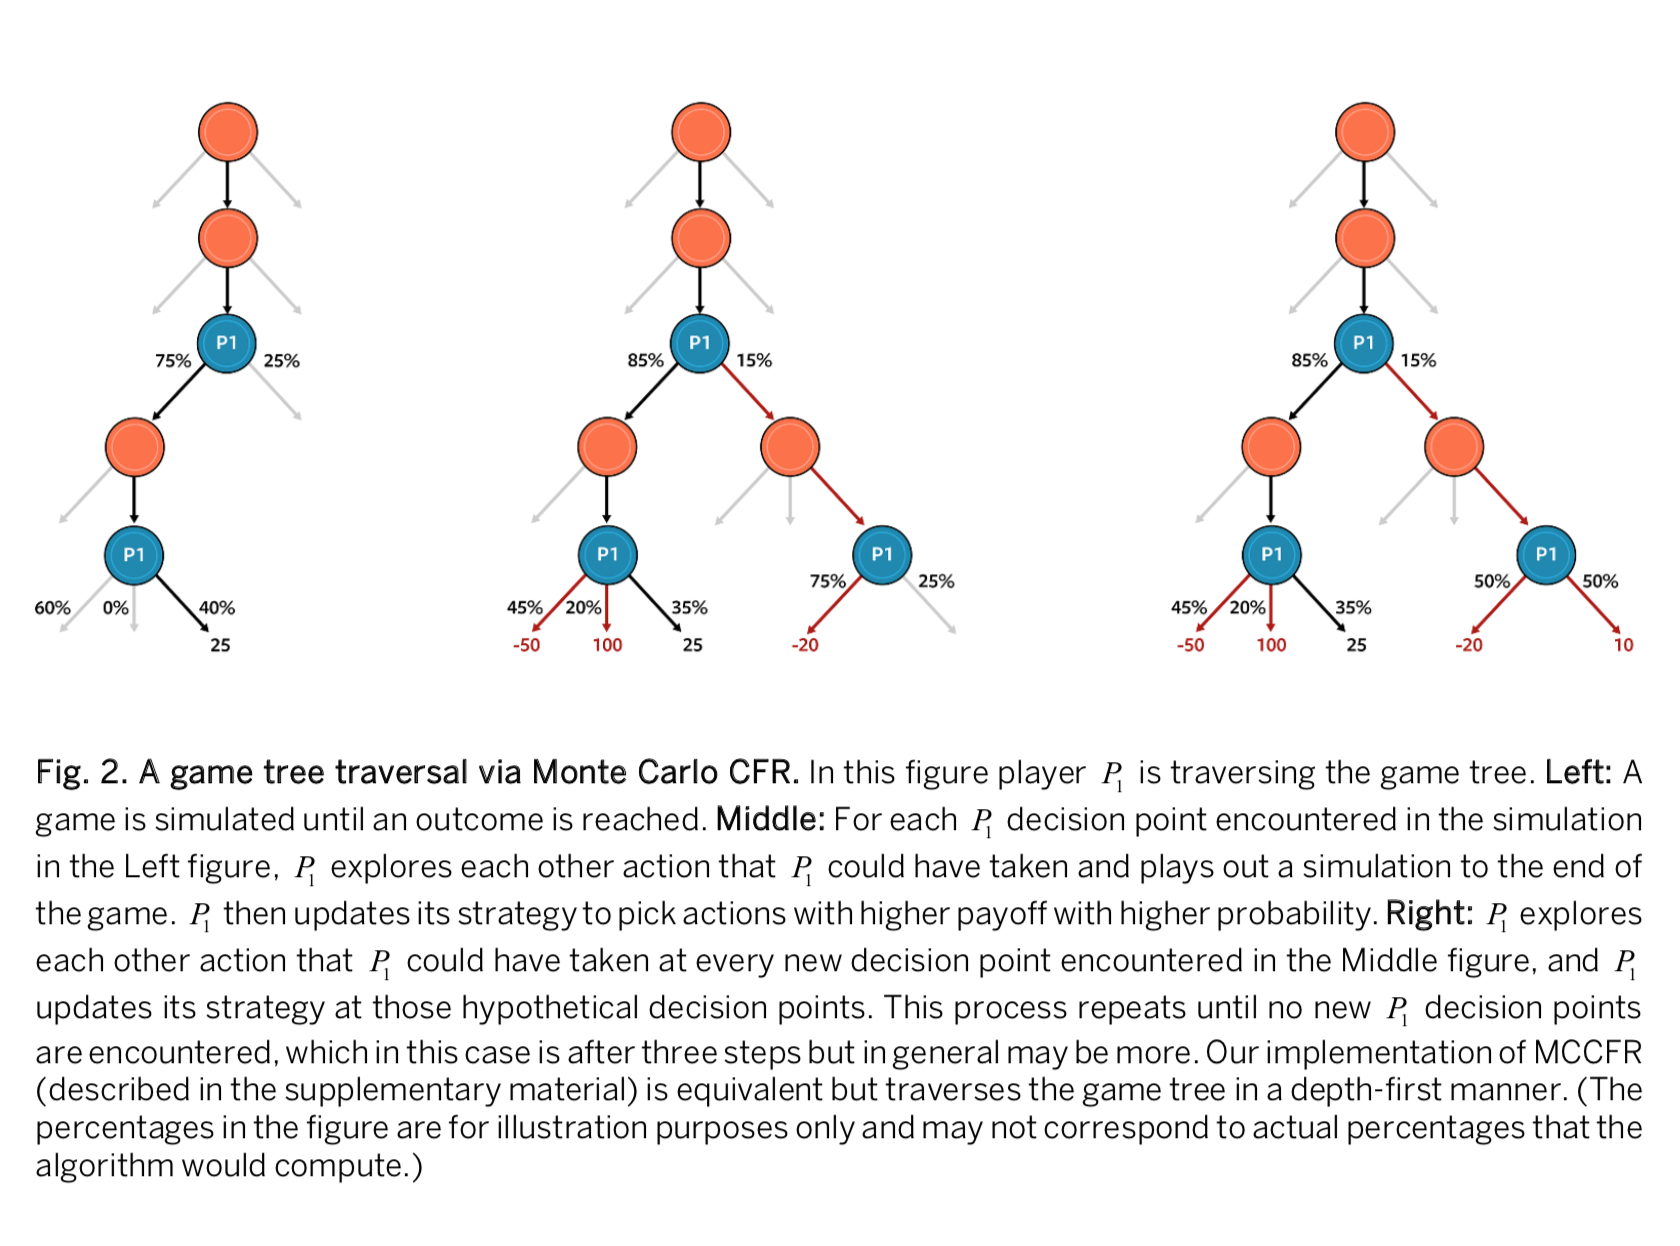 P1 P1 P1
75% 25% 85% 15% 85% 15%
P1 P1 P1 P1 P1
75% 25% 50% 50%
60% 0% 40% 45% 20% 35% 45% 20% 35%
25 -50 100 25 -20 -50 100 25 -20 10
Fig. 2. A game tree traversal via Monte Carlo CFR. In this figure player P1 is traversing the game tree. Left: A
game is simulated until an outcome is reached. Middle: For each P1 decision point encountered in the simulation
in the Left figure, P1 explores each other action that P1 could have taken and plays out a simulation to the end of
the game. P1 then updates its strategy to pick actions with higher payoff with higher probability. Right: P1 explores
each other action that P1 could have taken at every new decision point encountered in the Middle figure, and P1
updates its strategy at those hypothetical decision points. This process repeats until no new P1 decision points
are encountered, which in this case is after three steps but in general may be more. Our implementation of MCCFR
(described in the supplementary material) is equivalent but traverses the game tree in a depth-first manner. (The
percentages in the figure are for illustration purposes only and may not correspond to actual percentages that the
algorithm would compute.)